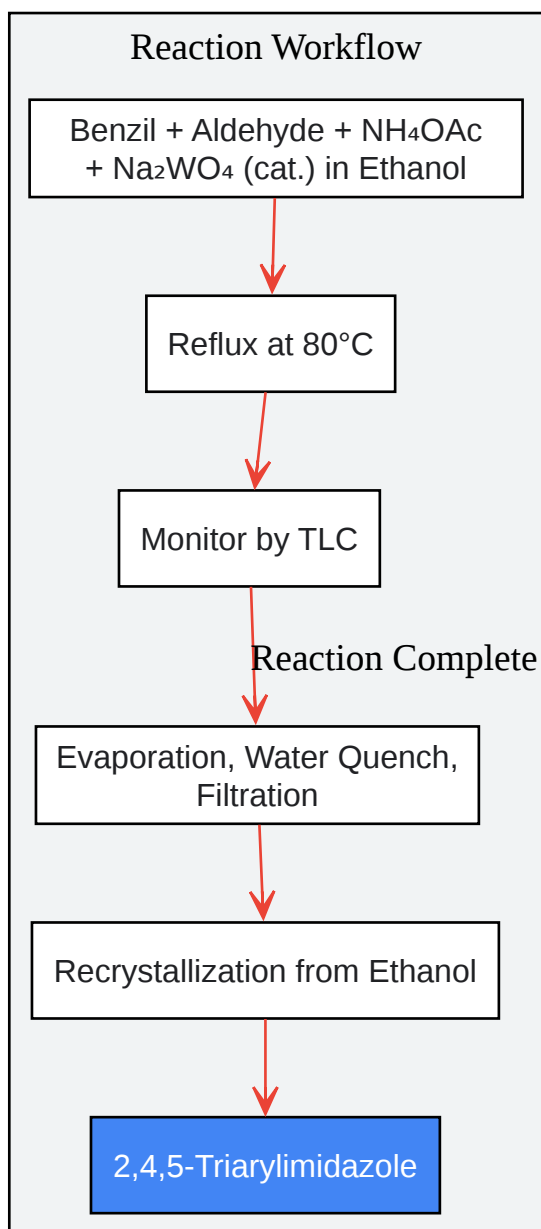 Reaction Workflow
Benzil + Aldehyde + NH₄OAc
+ Na₂WO₄ (cat.) in Ethanol
Reflux at 80°C
Monitor by TLC
Reaction Complete
Evaporation, Water Quench,
Filtration
Recrystallization from Ethanol
2,4,5-Triarylimidazole